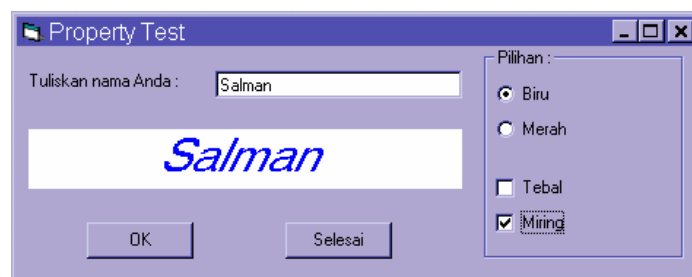 Property Test
Tuliskan nama Anda :
Salman
Salman
OK
Selesai
Pilihan :
Biru
Merah
Tebal
Miring